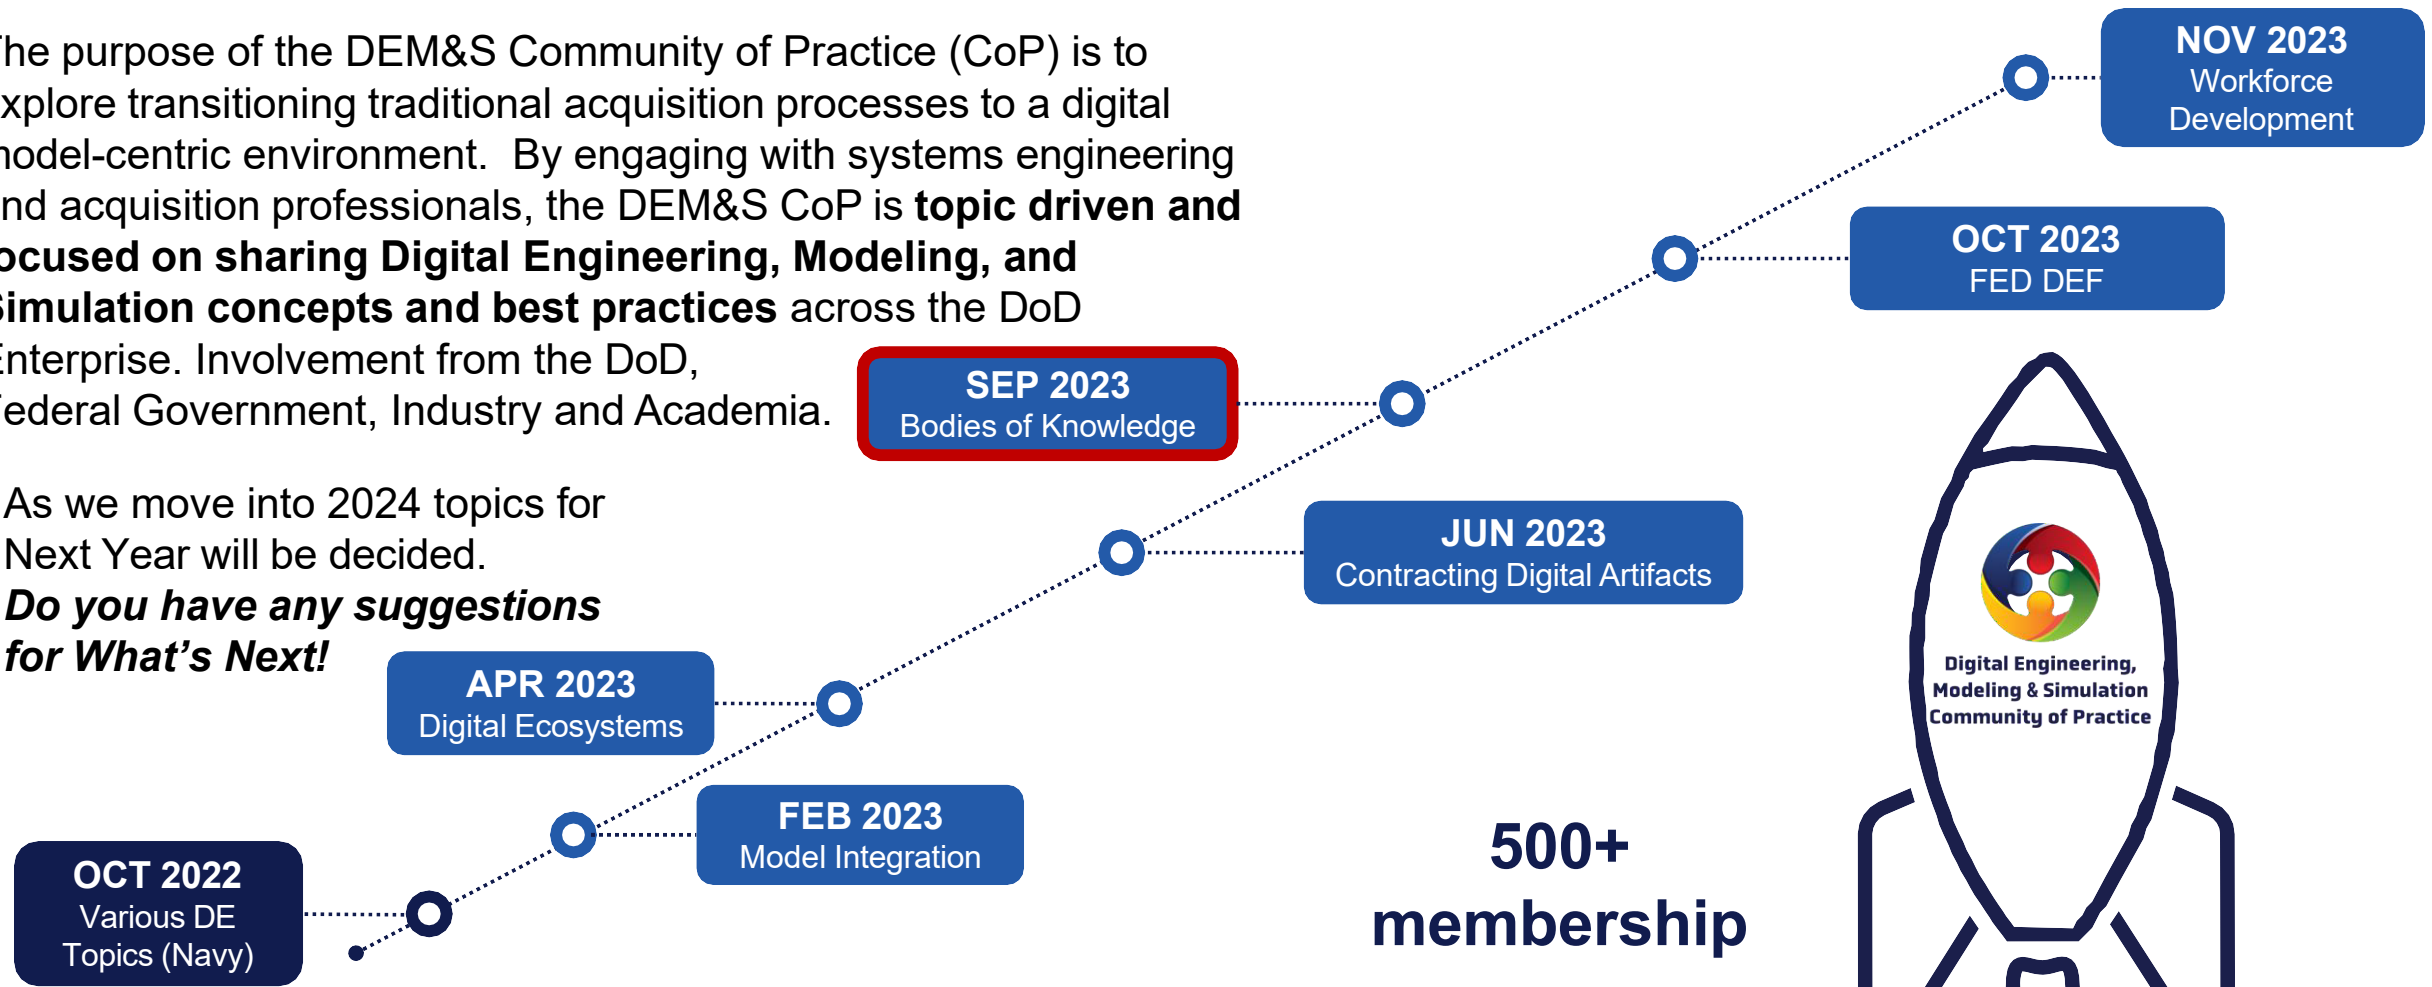 he purpose of the DEM&S Community of Practice (CoP) is to
xplore transitioning traditional acquisition processes to a digital
odel-centric environment.  By engaging with systems engineering
nd acquisition professionals, the DEM&S CoP is topic driven and
ocused on sharing Digital Engineering, Modeling, and
Simulation concepts and best practices across the DoD
Enterprise. Involvement from the DoD,
Federal Government, Industry and Academia.
As we move into 2024 topics for
Next Year will be decided.
Do you have any suggestions
for What's Next!
NOV 2023
Workforce
Development
OCT 2023
FED DEF
SEP 2023
Bodies of Knowledge
JUN 2023
Contracting Digital Artifacts
APR 2023
Digital Ecosystems
FEB 2023
Model Integration
OCT 2022
Various DE
Topics (Navy)
500+
membership
Digital Engineering,
Modeling & Simulation
Community of Practice